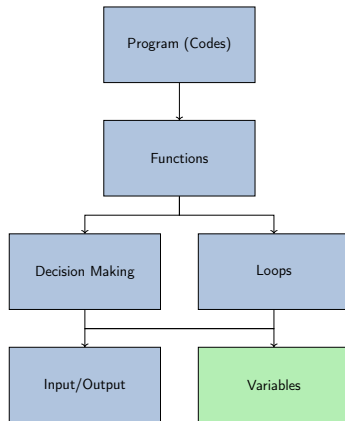 Program (Codes)
Functions
Decision Making
Loops
Input/Output
Variables